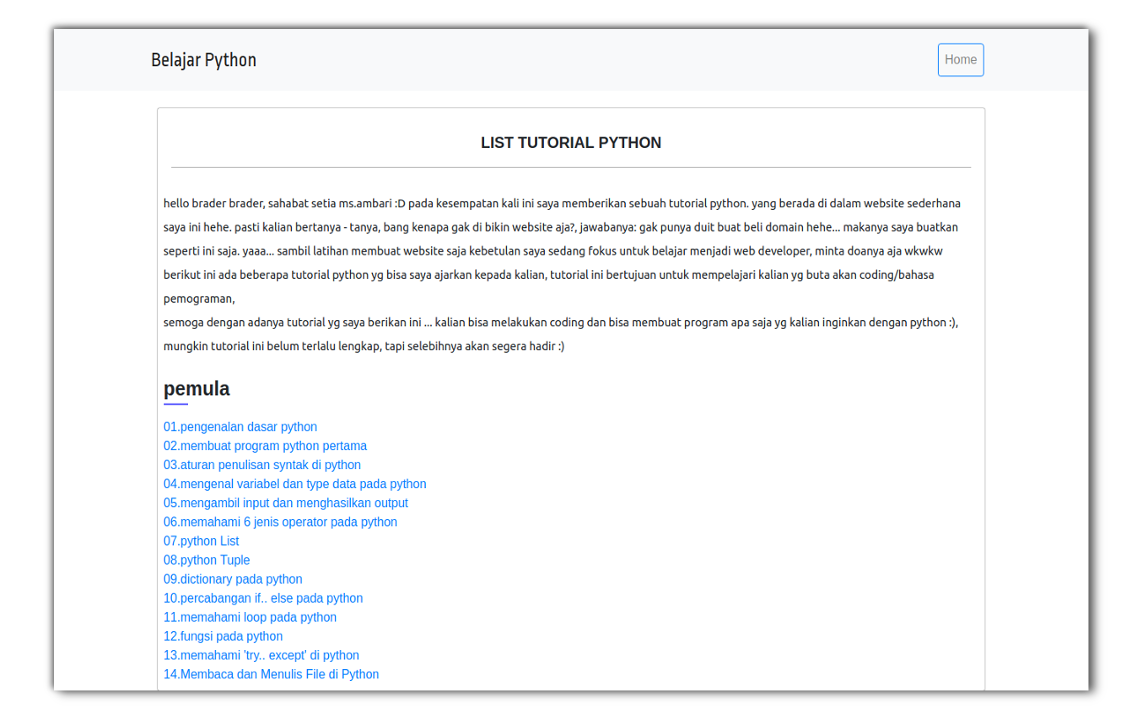 Belajar Python
Home
LIST TUTORIAL PYTHON
hello brader brader, sahabat setia ms.ambari :D pada kesempatan kali ini saya memberikan sebuah tutorial python. yang berada di dalam website sederhana
saya ini hehe. pasti kalian bertanya - tanya, bang kenapa gak di bikin website aja?, jawabanya: gak punya duit buat beli domain hehe... makanya saya buatkan
seperti ini saja. yaaa... sambil latihan membuat website saja kebetulan saya sedang fokus untuk belajar menjadi web developer, minta doanya aja wkwkw
berikut ini ada beberapa tutorial python yg bisa saya ajarkan kepada kalian, tutorial ini bertujuan untuk mempelajari kalian yg buta akan coding/bahasa
pemograman,
semoga dengan adanya tutorial yg saya berikan ini ... kalian bisa melakukan coding dan bisa membuat program apa saja yg kalian inginkan dengan python :),
mungkin tutorial ini belum terlalu lengkap, tapi selebihnya akan segera hadir :)
pemula
01.pengenalan dasar python
02.membuat program python pertama
03.aturan penulisan syntak di python
04.mengenal variabel dan type data pada python
05.mengambil input dan menghasilkan output
06.memahami 6 jenis operator pada python
07.python List
08.python Tuple
09.dictionary pada python
10.percabangan if.. else pada python
11.memahami loop pada python
12.fungsi pada python
13.memahami 'try.. except' di python
14.Membaca dan Menulis File di Python